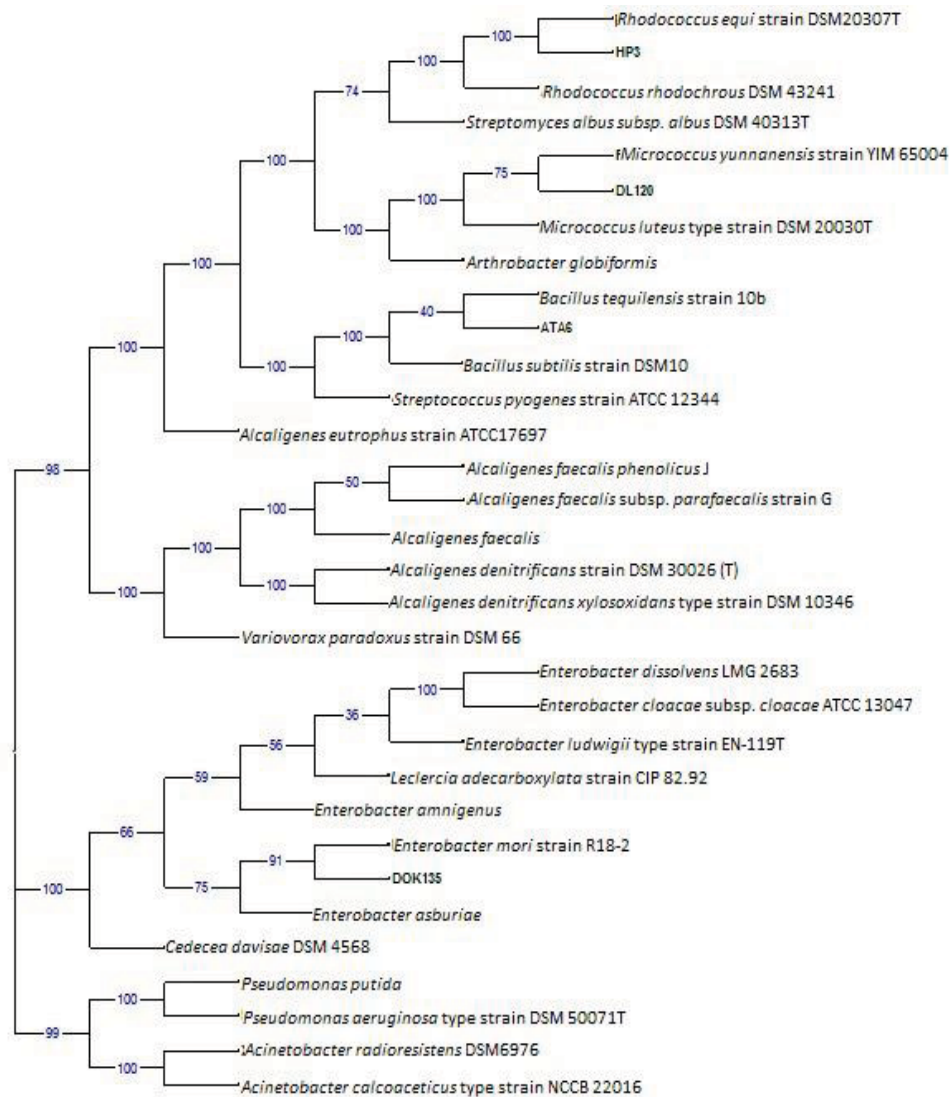 Rhodococcus equi strain DSM20307T
100
HP3
100
Rhodococcus rhodochrous DSM 43241
74
Streptomyces albus subsp. albus DSM 40313T
100
Micrococcus yunnanensis strain YIM 65004
75
DL120
100
Micrococcus luteus type strain DSM 20030T
100
Arthrobacter globiformis
100
Bacillus tequilensis strain 10b
40
ATA6
100
Bacillus subtilis strain DSM10
100
Streptococcus pyogenes strain ATCC 12344
100
Alcaligenes eutrophus strain ATCC17697
98
Alcaligenes faecalis phenolicus J
50
Alcaligenes faecalis subsp. parafaecalis strain G
100
Alcaligenes faecalis
100
Alcaligenes denitrificans strain DSM 30026 (T)
100
Alcaligenes denitrificans xylosoxidans type strain DSM 10346
100
Variovorax paradoxus strain DSM 66
Enterobacter dissolvens LMG 2683
100
Enterobacter cloacae subsp. cloacae ATCC 13047
36
Enterobacter ludwigii type strain EN-119T
56
Leclercia adecarboxylata strain CIP 82.92
59
Enterobacter amnigenus
66
Enterobacter mori strain R18-2
91
DOK135
75
Enterobacter asburiae
100
Cedecea davisae DSM 4568
Pseudomonas putida
100
Pseudomonas aeruginosa type strain DSM 50071T
99
Acinetobacter radioresistens DSM6976
100
Acinetobacter calcoaceticus type strain NCCB 22016